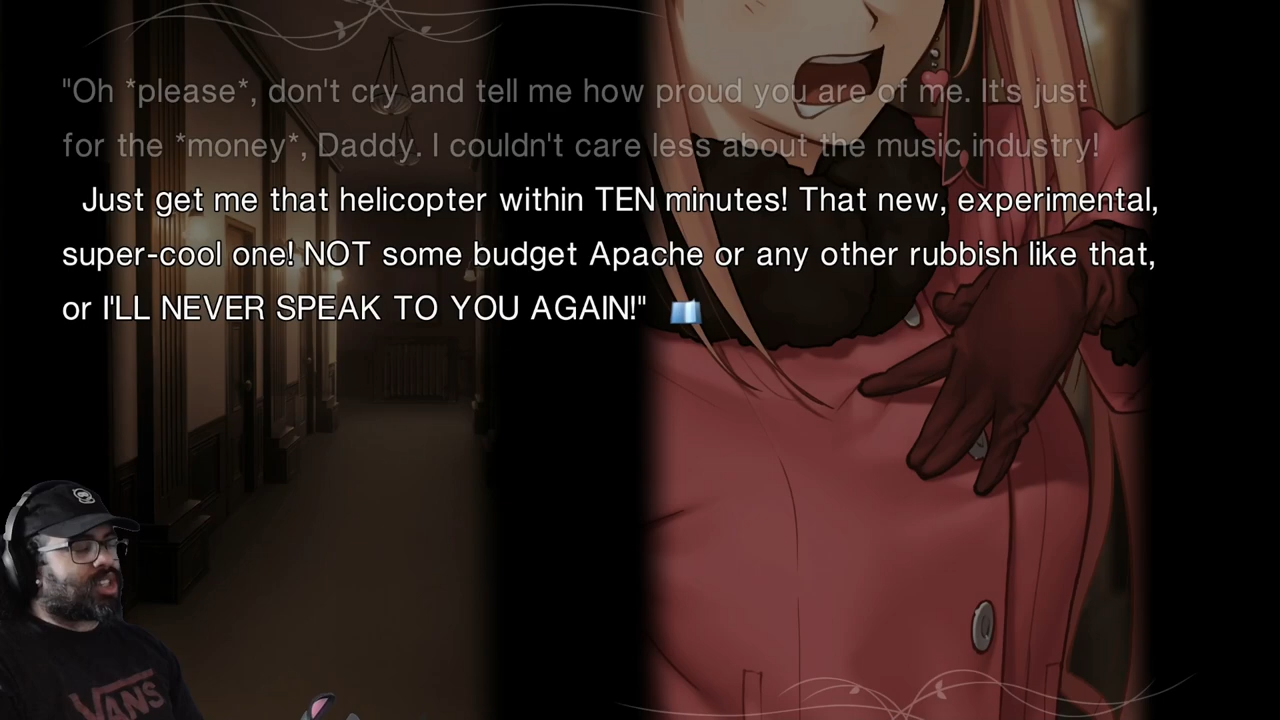 "Oh *please*, don't cry and tell me how proud you are of me. It's just
for the *money*, Daddy. I couldn't care less about the music industry!
Just get me that helicopter within TEN minutes! That new, experimental,
super-cool one! NOT some budget Apache or any other rubbish like that,
or I'LL NEVER SPEAK TO YOU AGAIN!"
VANS